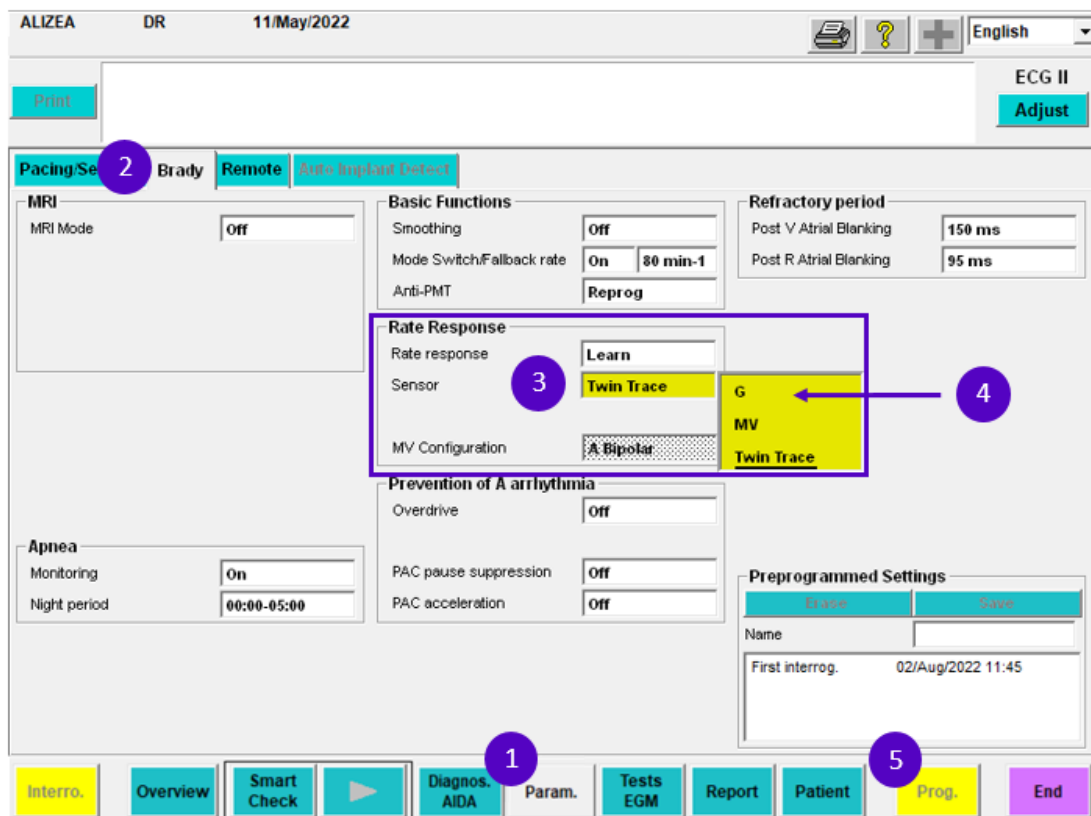 ALIZEA DR 11/May/2022
English
Print
ECG II
Adjust
Pacing/Se 2 Brady Remote Auto Implant Detect
MRI
MRI Mode Off
Basic Functions
Smoothing Off
Mode Switch/Fallback rate On 80 min-1
Anti-PMT Reprog
Refractory period
Post V Atrial Blanking 150 ms
Post R Atrial Blanking 95 ms
Rate Response
Rate response Learn
Sensor 3 Twin Trace
G 4
MV
Twin Trace
MV Configuration A Bipolar
Prevention of A arrhythmia
Overdrive Off
PAC pause suppression Off
PAC acceleration Off
Apnea
Monitoring On
Night period 00:00-05:00
Preprogrammed Settings
Erase Save
Name
First interrog. 02/Aug/2022 11:45
1 5
Interro. Overview Smart Check Diagnos. AIDA Param. Tests EGM Report Patient Prog. End